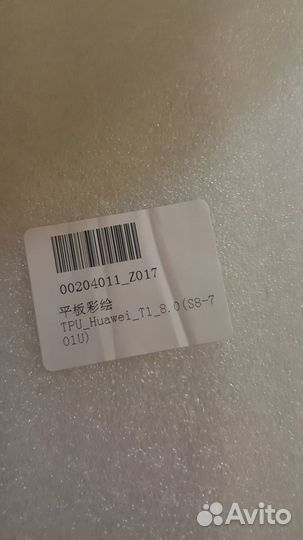 00204011_Z017
平板彩绘
TPU_Huawei_T1_8.0(S8-7
01U)
Avito